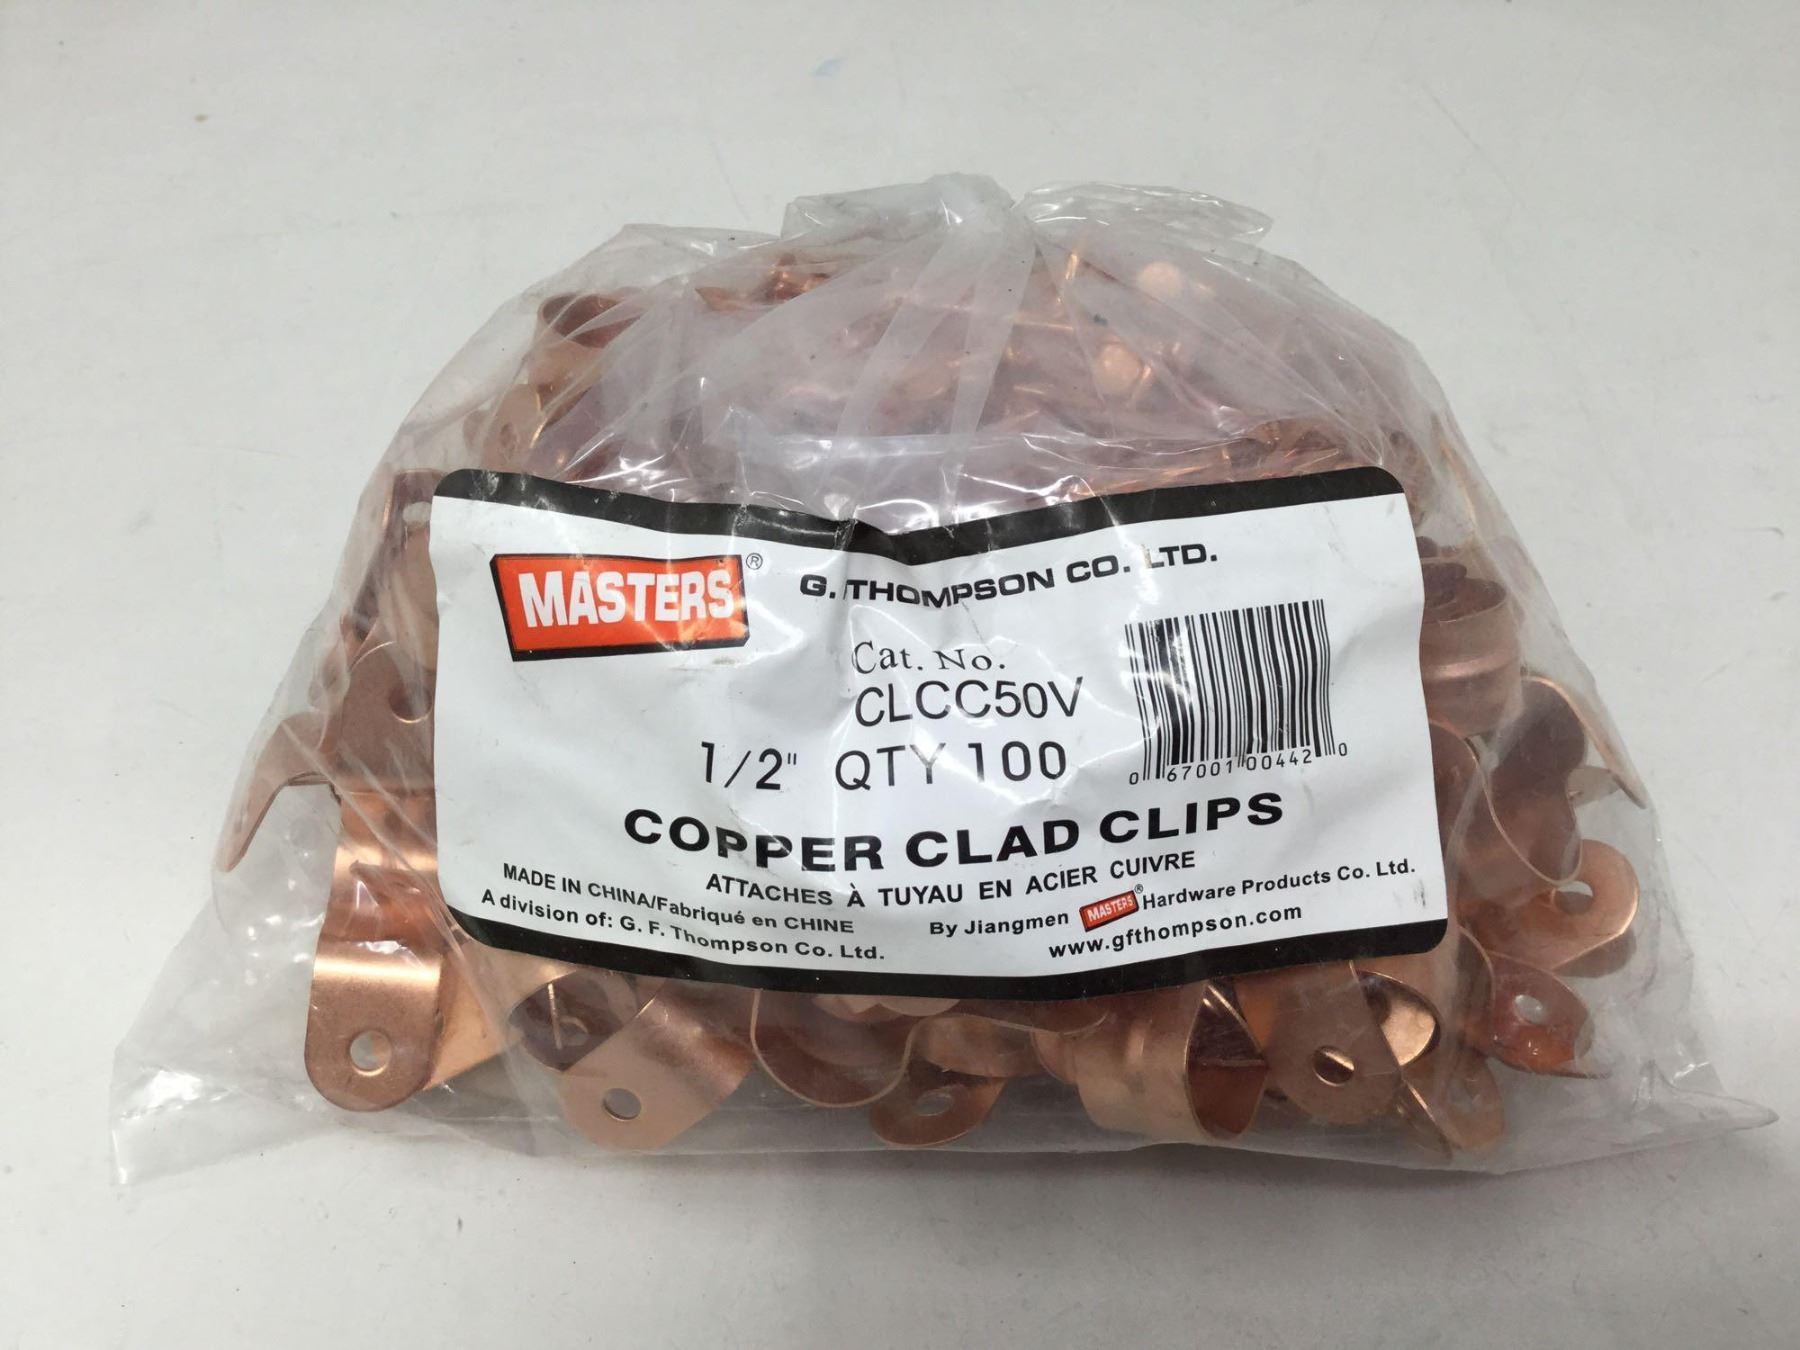 MASTERS®
G. THOMPSON CO. LTD.
Cat. No.
CLCC50V
1/2" QTY 100
0 67001 00442 0
COPPER CLAD CLIPS
ATTACHES À TUYAU EN ACIER CUIVRE
MADE IN CHINA/Fabriqué en CHINE
A division of: G. F. Thompson Co. Ltd.
By Jiangmen MASTERS® Hardware Products Co. Ltd.
www.gfthompson.com